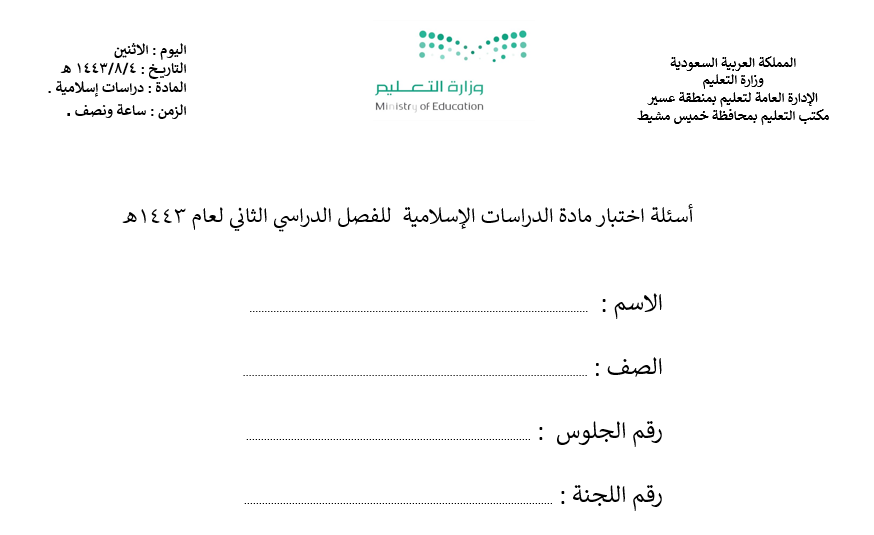 المملكة العربية السعودية
وزارة التعليم
الإدارة العامة لتعليم بمنطقة عسير
مكتب التعليم بمحافظة خميس مشيط
وزارة التعـــليم
Ministry of Education
اليوم : الاثنين
التاريخ : ١٤٤٣/٨/٤ هـ
المادة : دراسات إسلامية .
الزمن : ساعة ونصف .
أسئلة اختبار مادة الدراسات الإسلامية للفصل الدراسي الثاني لعام ١٤٤٣هـ
الاسم : ........................................................
الصف : ........................................................
رقم الجلوس : ........................................................
رقم اللجنة : ........................................................